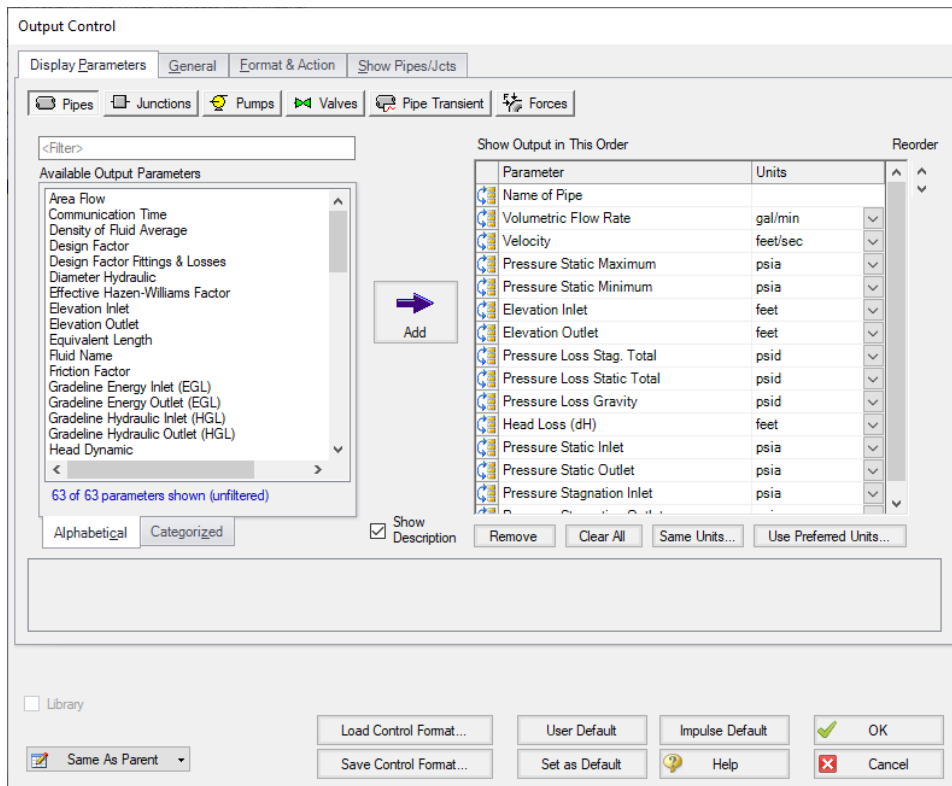 Output Control
Display Parameters
General
Format & Action
Show Pipes/Jcts
Pipes
Junctions
Pumps
Valves
Pipe Transient
Forces
<Filter>
Available Output Parameters
Area Flow
Communication Time
Density of Fluid Average
Design Factor
Design Factor Fittings & Losses
Diameter Hydraulic
Effective Hazen-Williams Factor
Elevation Inlet
Elevation Outlet
Equivalent Length
Fluid Name
Friction Factor
Gradeline Energy Inlet (EGL)
Gradeline Energy Outlet (EGL)
Gradeline Hydraulic Inlet (HGL)
Gradeline Hydraulic Outlet (HGL)
Head Dynamic
63 of 63 parameters shown (unfiltered)
Alphabetical
Categorized
Add
Show
Description
Show Output in This Order
Reorder
Parameter Units
Name of Pipe
Volumetric Flow Rate gal/min
Velocity feet/sec
Pressure Static Maximum psia
Pressure Static Minimum psia
Elevation Inlet feet
Elevation Outlet feet
Pressure Loss Stag. Total psid
Pressure Loss Static Total psid
Pressure Loss Gravity psid
Head Loss (dH) feet
Pressure Static Inlet psia
Pressure Static Outlet psia
Pressure Stagnation Inlet psia
Remove
Clear All
Same Units...
Use Preferred Units...
Library
Same As Parent
Load Control Format...
User Default
Impulse Default
OK
Save Control Format...
Set as Default
Help
Cancel